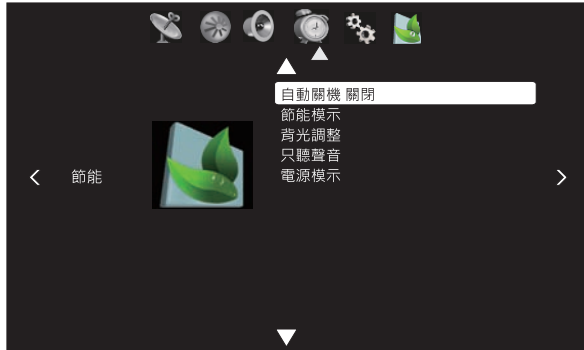 自動關機 關閉
節能模示
背光調整
只聽聲音
節能
電源模示